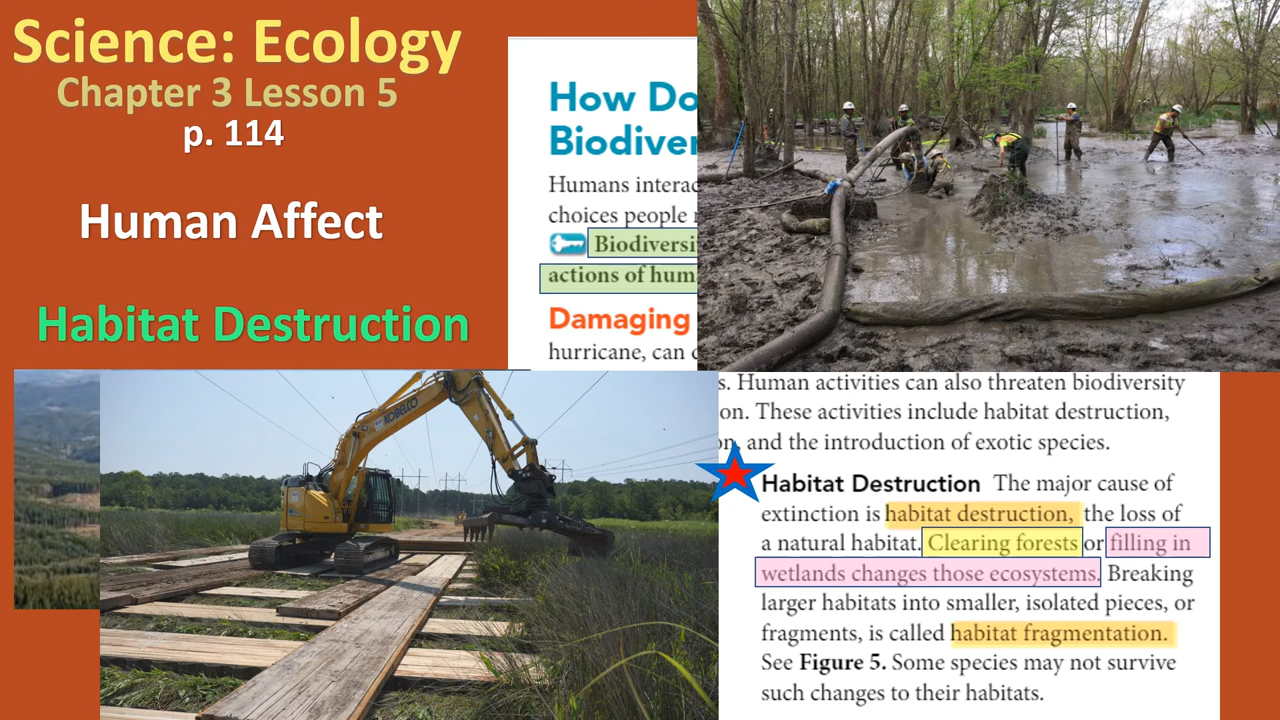 Science: Ecology
Chapter 3 Lesson 5
p. 114
Human Affect
Habitat Destruction
How Do
Biodiver
Humans interac
choices people
Biodiversi
actions of hum
Damaging
hurricane, can
KOBELCO
s. Human activities can also threaten biodiversity
on. These activities include habitat destruction,
on, and the introduction of exotic species.
Habitat Destruction The major cause of
extinction is habitat destruction, the loss of
a natural habitat. Clearing forests or filling in
wetlands changes those ecosystems. Breaking
larger habitats into smaller, isolated pieces, or
fragments, is called habitat fragmentation.
See Figure 5. Some species may not survive
such changes to their habitats.